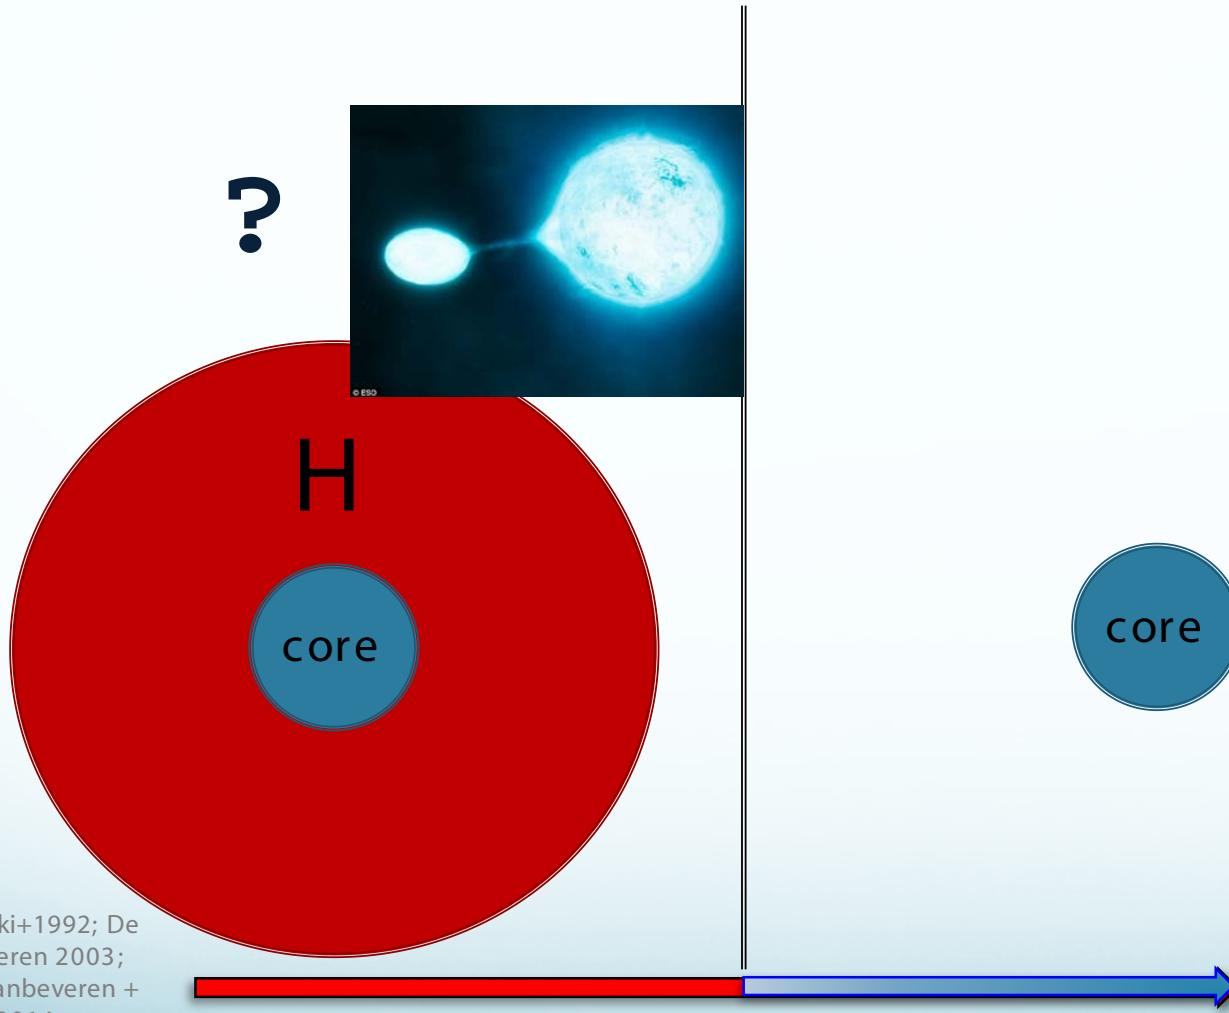 ?
© ESO
H
core
core
ki+1992; De
eren 2003;
anbeveren +